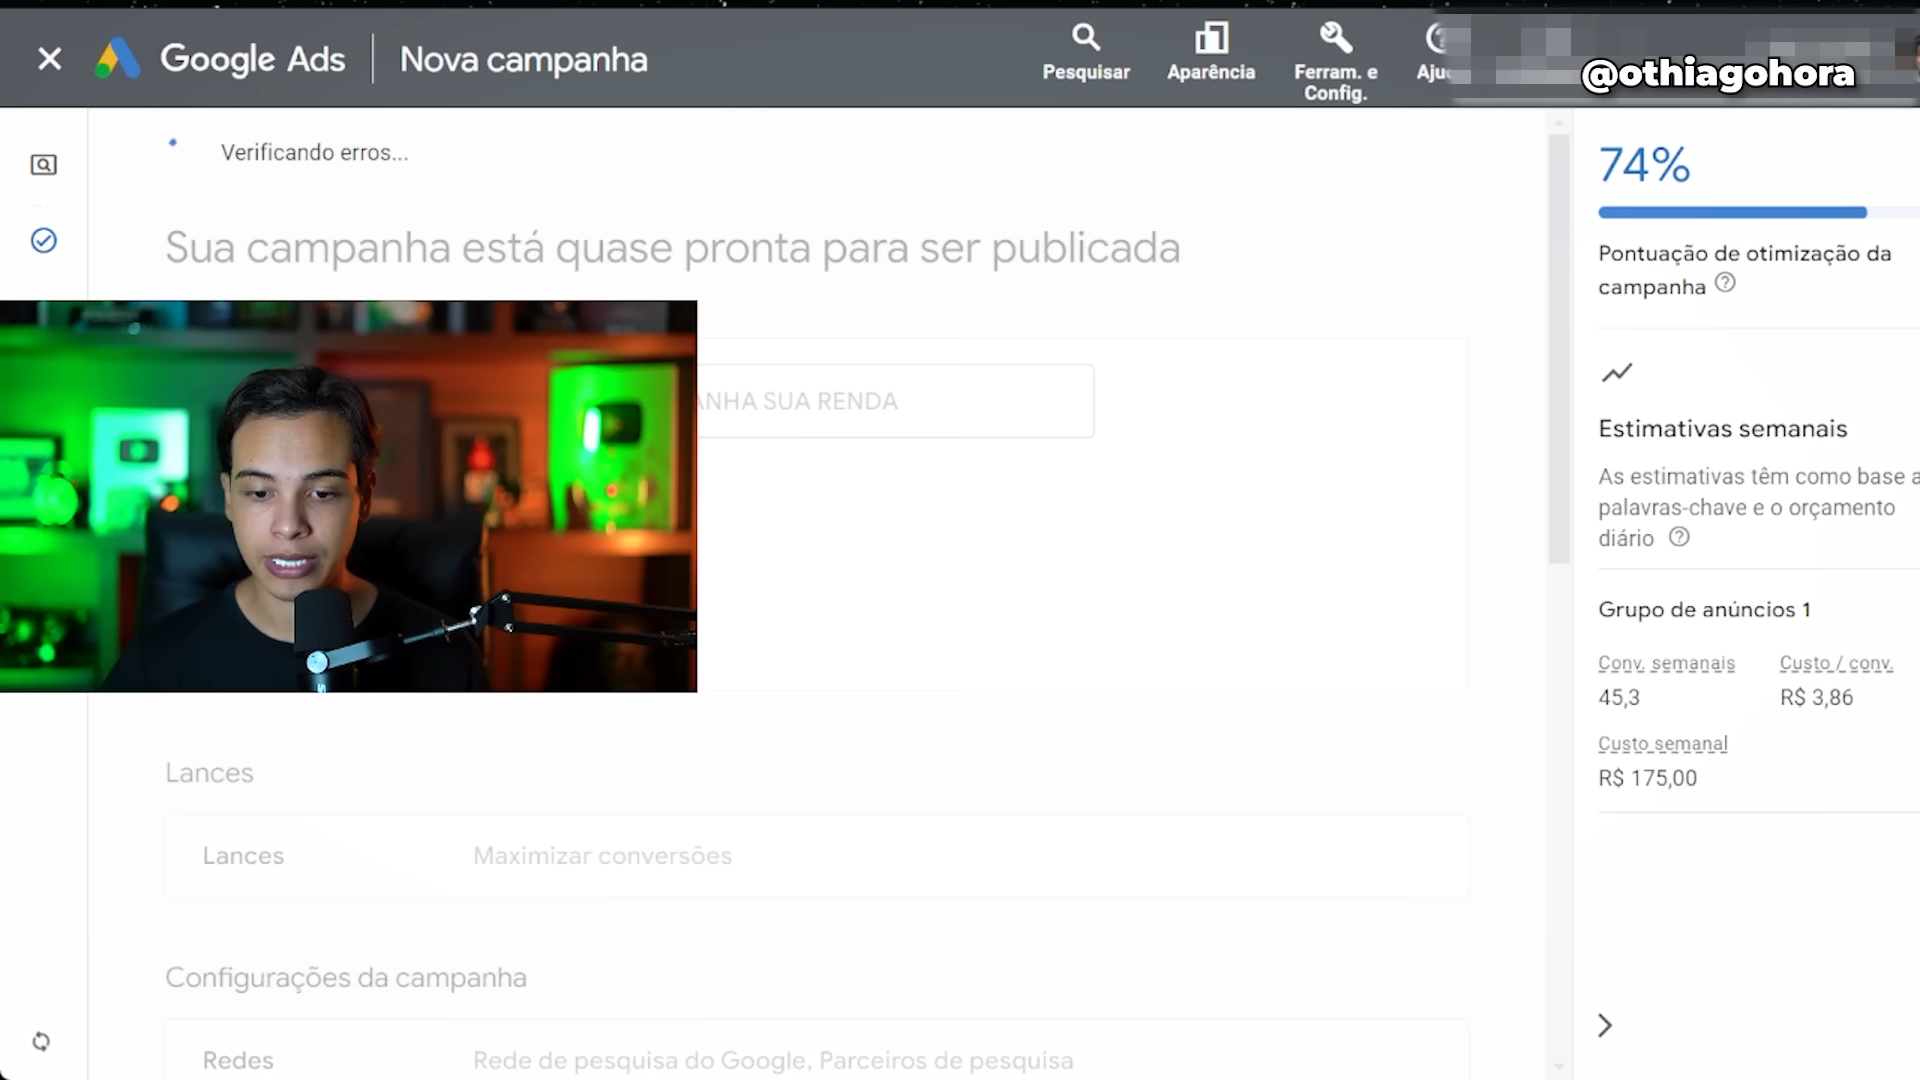 Google Ads
Nova campanha
Pesquisar
Aparência
Ferram. e
Config.
@othiagohora
Verificando erros...
74%
Sua campanha está quase pronta para ser publicada
Pontuação de otimização da
campanha
ANHA SUA RENDA
Estimativas semanais
As estimativas têm como base a
palavras-chave e o orçamento
diário
Grupo de anúncios 1
Conv. semanais
Custo / conv.
45,3
R$ 3,86
Custo semanal
R$ 175,00
Lances
Lances
Maximizar conversões
Configurações da campanha
Redes
Rede de pesquisa do Google, Parceiros de pesquisa